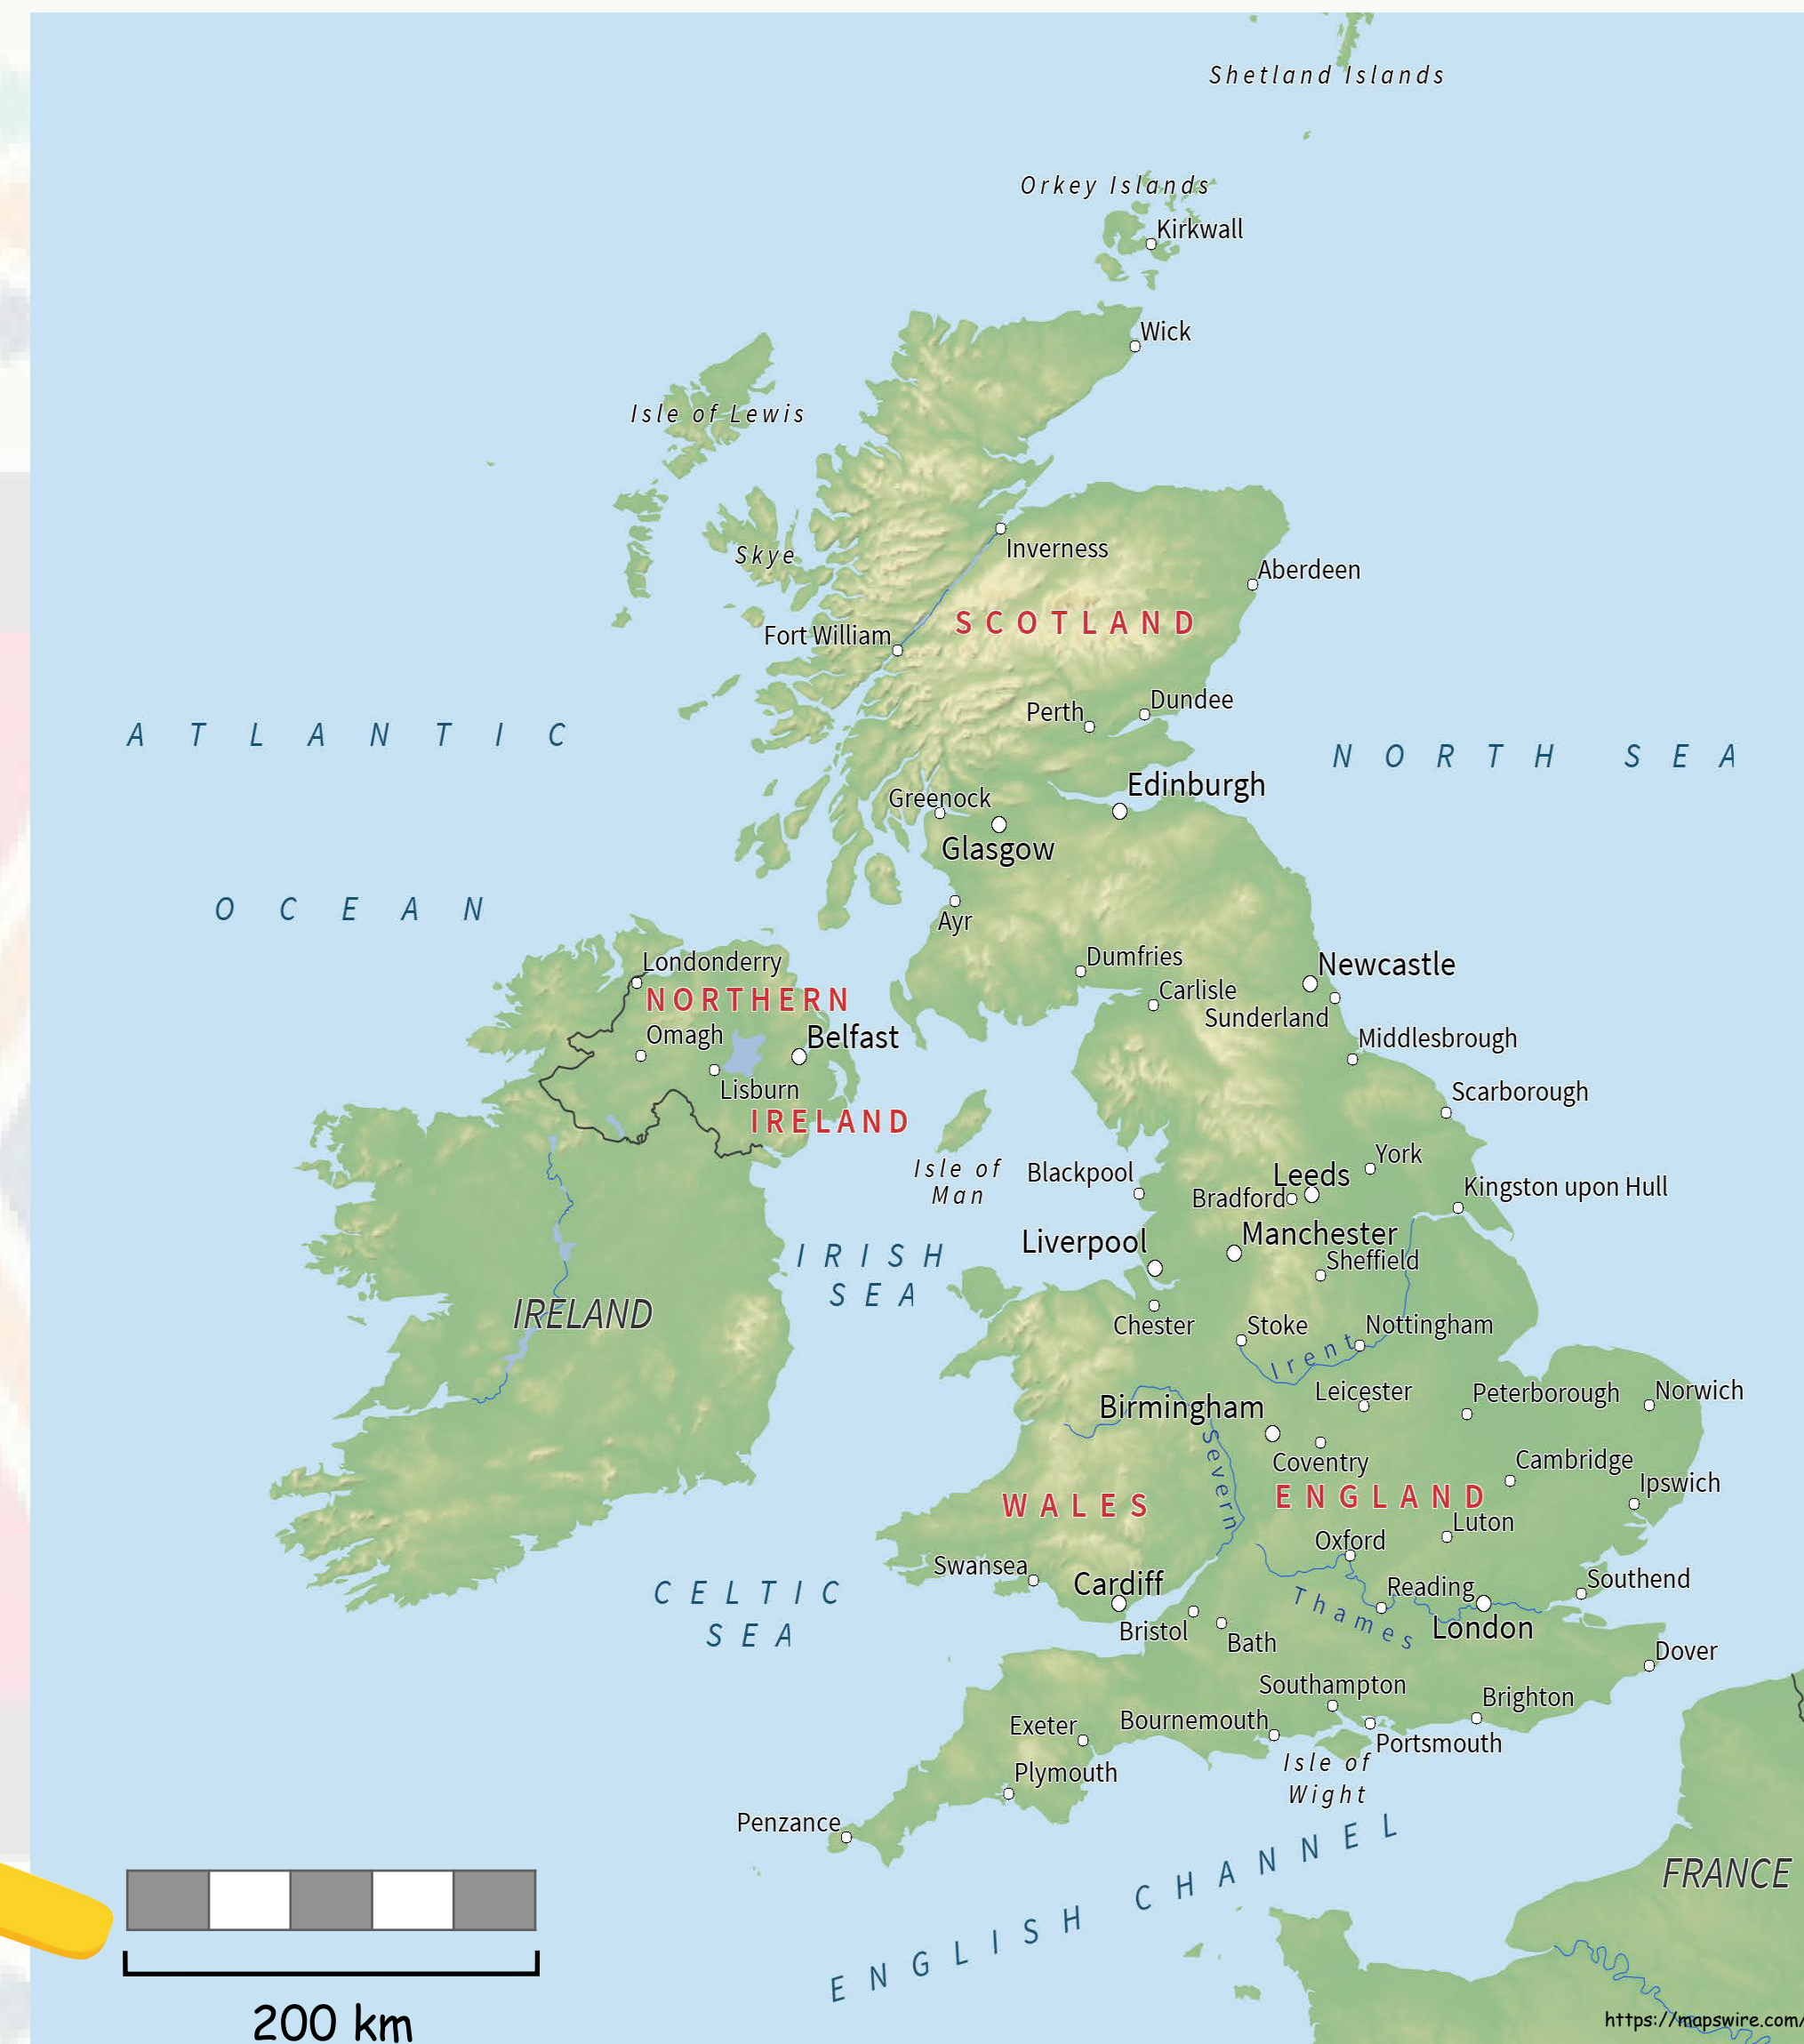 Shetland Islands
Orkey Islands
Kirkwall
Wick
Isle of Lewis
Skye
Inverness
Aberdeen
SCOTLAND
Fort William
Perth
Dundee
ATLANTIC
NORTH SEA
Edinburgh
Greenock
Glasgow
OCEAN
Ayr
Dumfries
Newcastle
Londonderry
NORTHERN
Carlisle
Sunderland
Omagh
Belfast
Middlesbrough
Lisburn
Scarborough
IRELAND
York
Isle of
Man
Blackpool
Leeds
Bradford
Kingston upon Hull
Liverpool
Manchester
IRISH
SEA
Sheffield
IRELAND
Chester
Stoke
Nottingham
Irent
Leicester
Peterborough
Norwich
Birmingham
Severn
Coventry
Cambridge
Ipswich
WALES
ENGLAND
Luton
Oxford
Swansea
Cardiff
Reading
Southend
CELTIC
SEA
Thames
London
Bristol
Bath
Dover
Southampton
Brighton
Exeter
Bournemouth
Portsmouth
Isle of
Wight
Plymouth
Penzance
ENGLISH CHANNEL
FRANCE
200 km
https://mapswire.com/